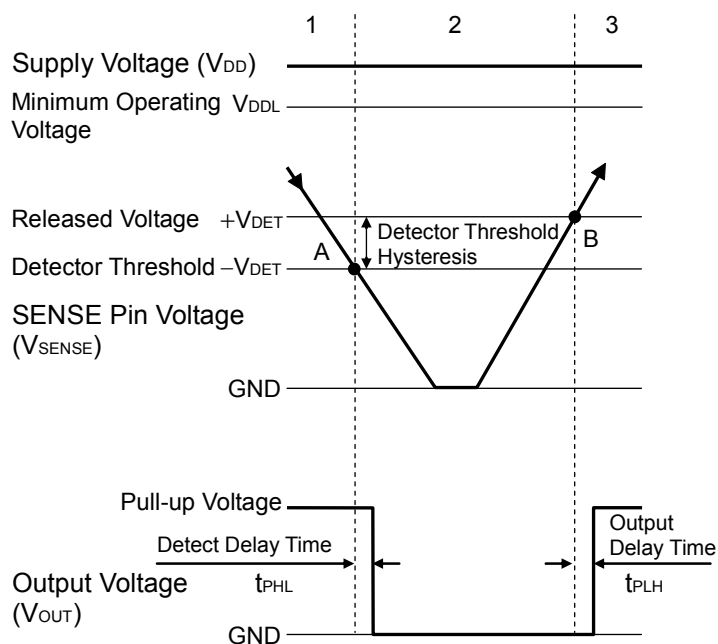 1 2 3
Supply Voltage (VDD)
Minimum Operating VDDL
Voltage
Released Voltage +VDET
Detector Threshold
Hysteresis
A
B
Detector Threshold –VDET
SENSE Pin Voltage
(VSENSE)
GND
Pull-up Voltage
Detect Delay Time
tPHL
Output
Delay Time
tPLH
Output Voltage
(VOUT)
GND